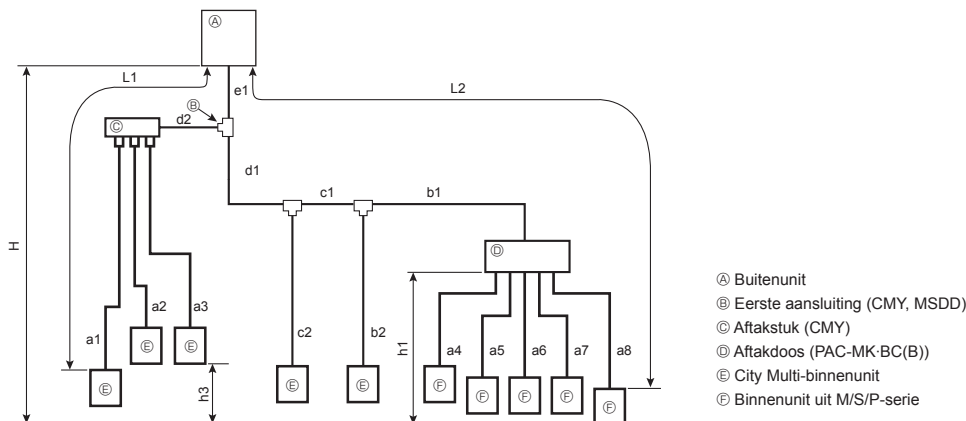 Ⓐ
L1
e1
L2
Ⓑ
Ⓒ
d2
d1
c1
b1
H
Ⓓ
a1
a2
a3
c2
b2
h1
a4
a5
a6
a7
a8
h3
Ⓔ
Ⓔ
Ⓔ
Ⓔ
Ⓔ
Ⓕ
Ⓕ
Ⓕ
Ⓕ
Ⓕ
Ⓐ Buitenunit
Ⓑ Eerste aansluiting (CMY, MSDD)
Ⓒ Aftakstuk (CMY)
Ⓓ Aftakdoos (PAC-MK·BC(B))
Ⓔ City Multi-binnenunit
Ⓕ Binnenunit uit M/S/P-serie